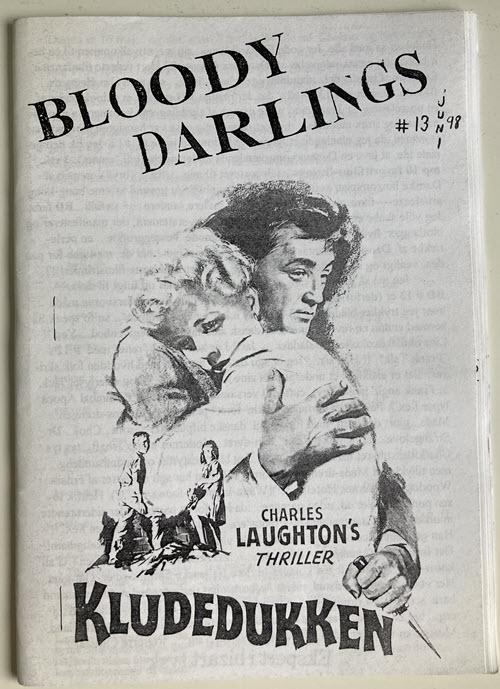 BLOODY
DARLINGS
#13 JUNI 98
CHARLES
LAUGHTON'S
THRILLER
KLUDEDUKKEN